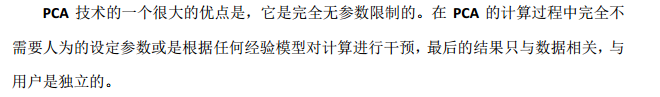 PCA 技术的一个很大的优点是，它是完全无参数限制的。在 PCA 的计算过程中完全不
需要人为的设定参数或是根据任何经验模型对计算进行干预，最后的结果只与数据相关，与
用户是独立的。